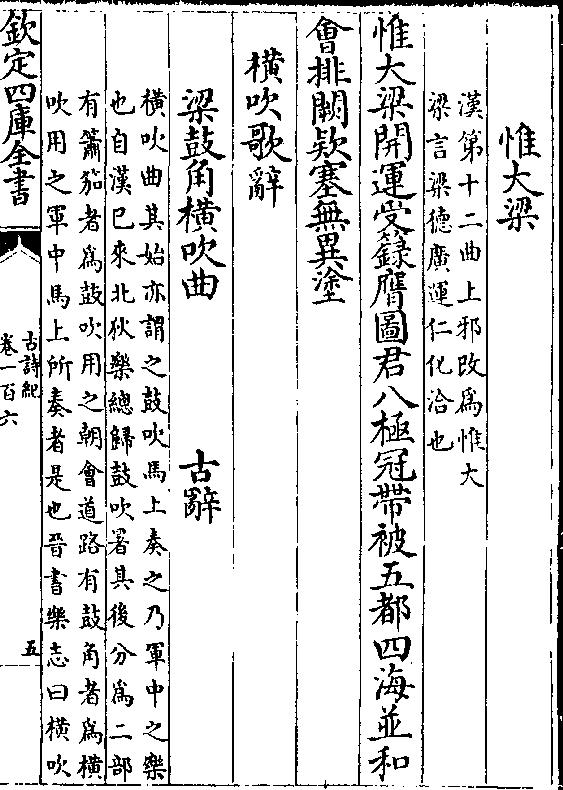 惟大梁
漢第十二曲上邪改爲惟大
梁言梁德廣運仁化洽也
惟大梁開運受籙膺圖君八極冠帶被五都四海並和
會排闕欵塞無異塗
橫吹歌辭
梁鼓角橫吹曲 古辭
橫吹曲其始亦謂之鼓吹馬上奏之乃軍中之樂
也自漢已來北狄樂總歸鼓吹署其後分爲二部
有簫笳者爲鼓吹用之朝會道路有鼓角者爲橫
吹用之軍中馬上所奏者是也晉書樂志曰橫吹
欽定四庫全書
古詩紀
卷一百六
五